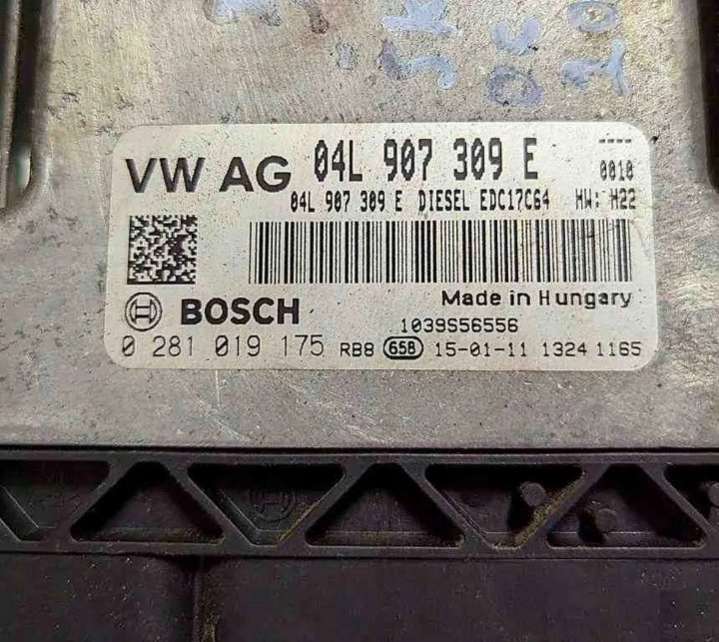 VW AG 04L 907 309 E ----
0010
04L 907 309 E DIESEL EDC17C64 HW: H22
BOSCH Made in Hungary
1039S56556
0 281 019 175 RB8 65B 15-01-11 1324 1165